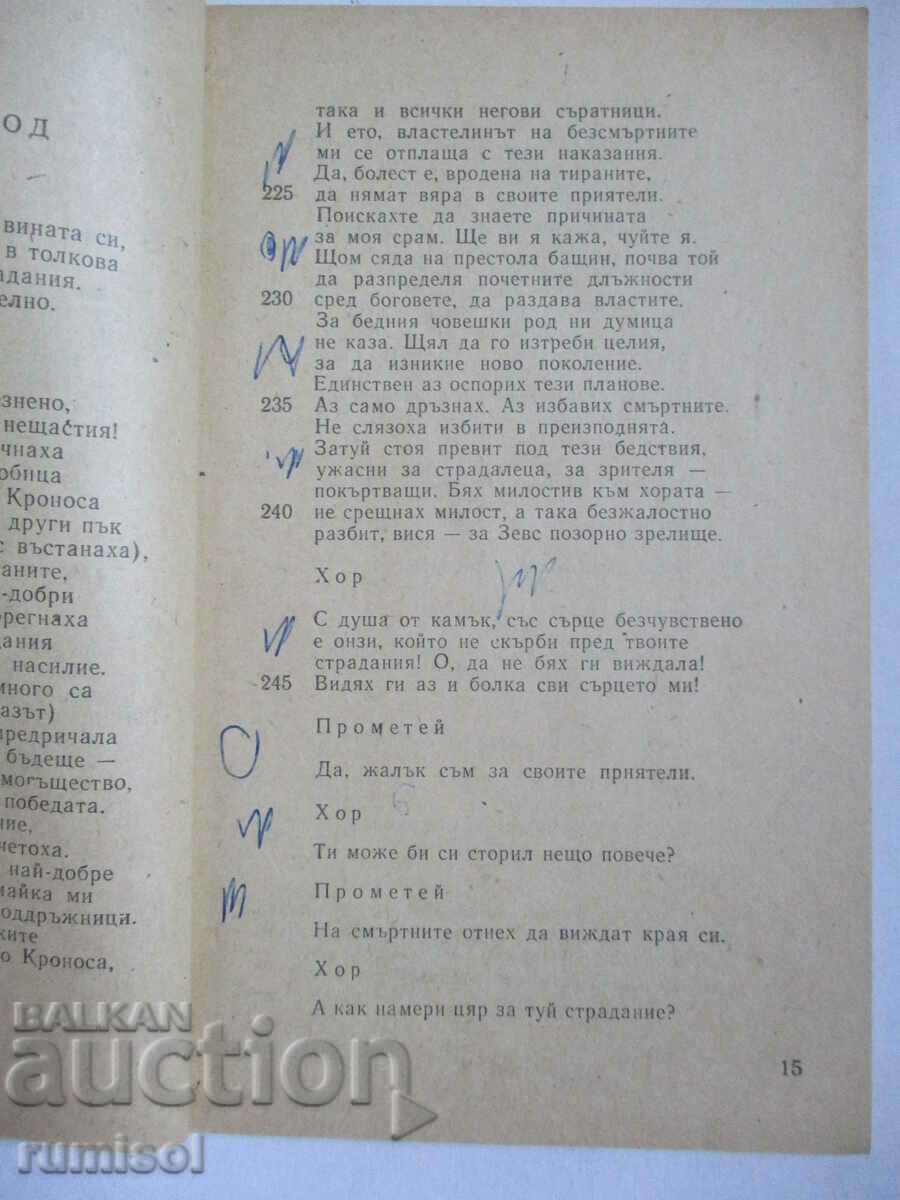 ОД
вината си,
в толкова
адания.
елно.
знено,
нещастия!
чнаха
обица
Кроноса
други пък
с въстанаха),
аните,
-добри
регнаха
дания
насилие.
много са
азът)
предричала
бъдеще —
могъщество,
победата.
ние,
четоха.
най-добре
майка ми
оддръжници.
ките
о Кроноса,
така и всички негови съратници.
И ето, властелинът на безсмъртните
ми се отплаща с тези наказания.
Да, болест е, вродена на тираните,
225 да нямат вяра в своите приятели.
Поискахте да знаете причината
за моя срам. Ще ви я кажа, чуйте я.
Щом сяда на престола бащин, почва той
да разпределя почетните длъжности
230 сред боговете, да раздава властите.
За бедния човешки род ни думица
не каза. Щял да го изтреби целия,
за да изникне ново поколение.
Единствен аз оспорих тези планове.
235 Аз само дръзнах. Аз избавих смъртните.
Не слязоха избити в преизподнята.
Затуй стоя превит под тези бедствия,
ужасни за страдалеца, за зрителя —
покъртващи. Бях милостив към хората —
240 не срещнах милост, а така безжалостно
разбит, вися — за Зевс позорно зрелище.
Хор
С душа от камък, със сърце безчувствено
е онзи, който не скърби пред твоите
страдания! О, да не бях ги виждала!
245 Видях ги аз и болка сви сърцето ми!
Прометей
Да, жалък съм за своите приятели.
Хор
Ти може би си сторил нещо повече?
Прометей
На смъртните отнех да виждат края си.
Хор
А как намери цяр за туй страдание?
15
BALKAN
auction
rumisol